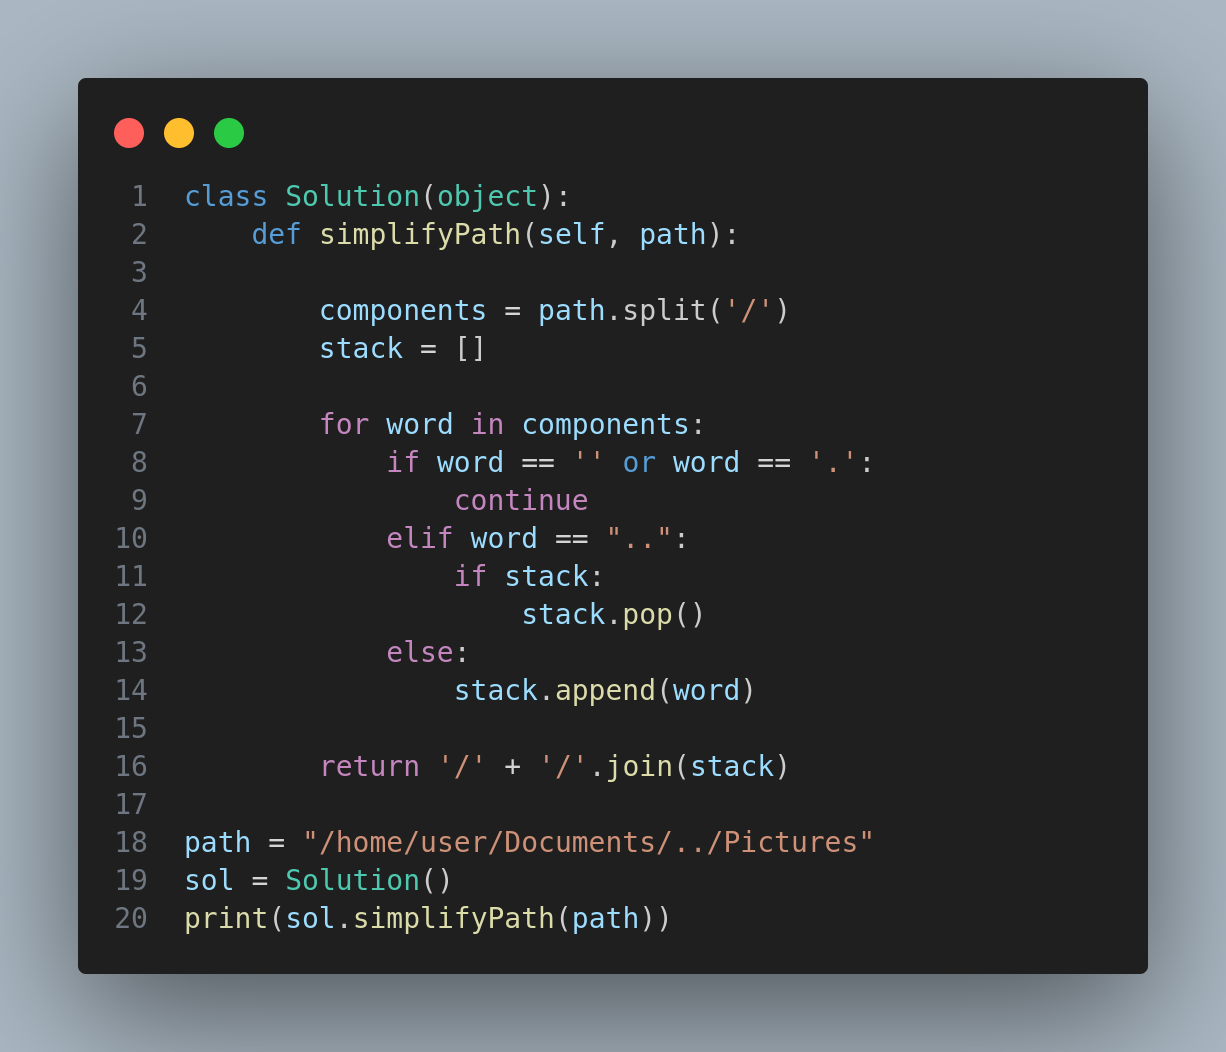 1 class Solution(object):
2     def simplifyPath(self, path):
3
4         components = path.split('/')
5         stack = []
6
7         for word in components:
8             if word == '' or word == '.':
9                 continue
10             elif word == "..":
11                 if stack:
12                     stack.pop()
13             else:
14                 stack.append(word)
15
16         return '/' + '/'.join(stack)
17
18 path = "/home/user/Documents/../Pictures"
19 sol = Solution()
20 print(sol.simplifyPath(path))